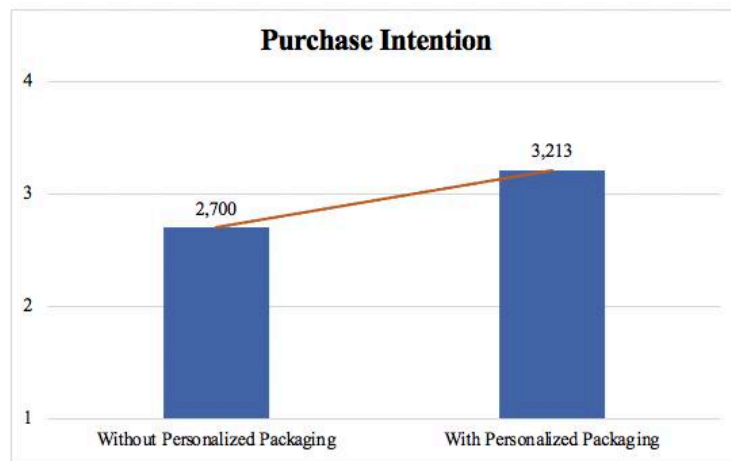 Purchase Intention
4
3,213
3
2,700
2
1
Without Personalized Packaging
With Personalized Packaging